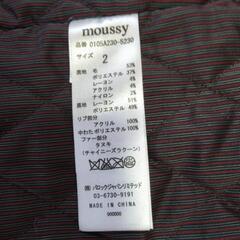 moussy
品番 0105A230-5230
サイズ
2
表地 毛 53%
ポリエステル 37%
レーヨン 4%
アクリル 4%
ナイロン 2%
裏地 レーヨン 51%
ポリエステル 49%
リブ部分
アクリル 100%
中わた ポリエステル 100%
ファー部分
タヌキ
(チャイニーズラクーン)
㈱バロックジャパンリミテッド
03-6730-9191
MADE IN CHINA
000000